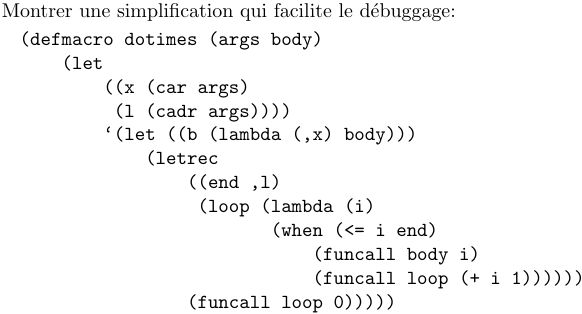 Montrer une simplification qui facilite le débuggage:
(defmacro dotimes (args body)
(let
((x (car args)
(l (cadr args))))
‘(let ((b (lambda (,x) body)))
(letrec
((end ,l)
(loop (lambda (i)
(when (<= i end)
(funcall body i)
(funcall loop (+ i 1))))))
(funcall loop 0)))))